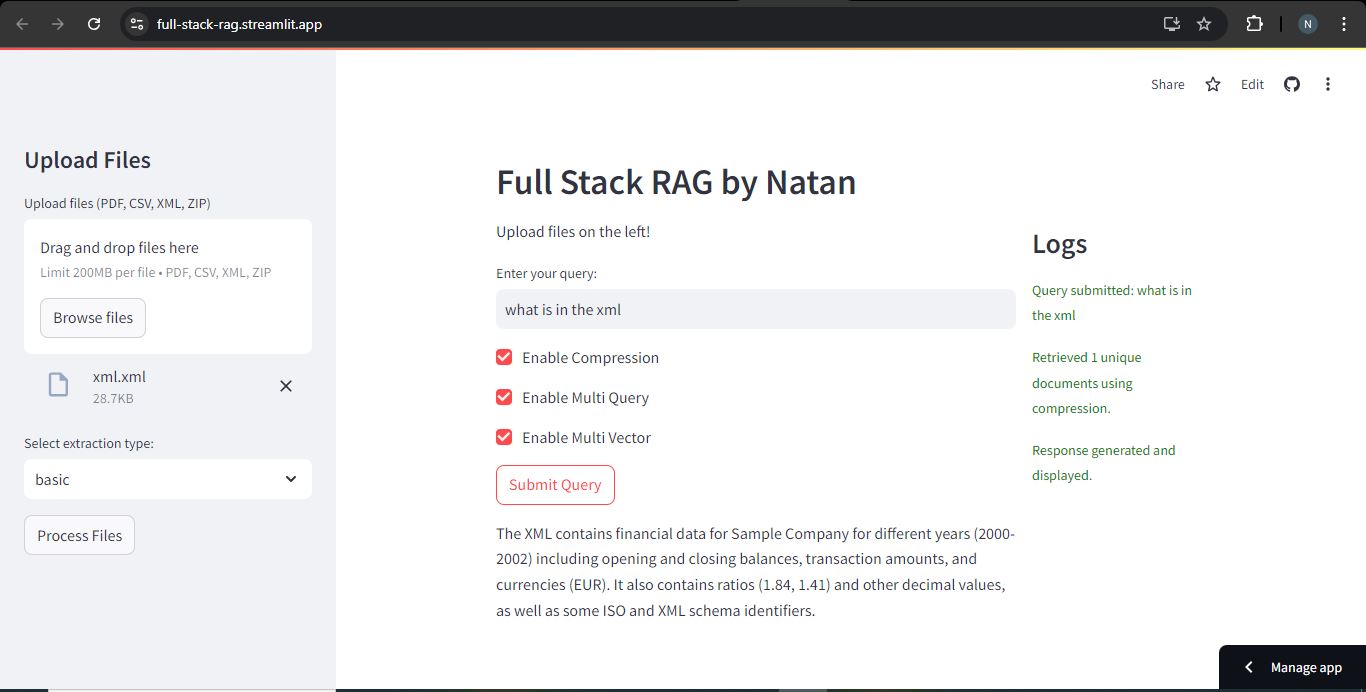 full-stack-rag.streamlit.app
N
Share
Edit
Upload Files
Upload files (PDF, CSV, XML, ZIP)
Drag and drop files here
Limit 200MB per file • PDF, CSV, XML, ZIP
Browse files
xml.xml
28.7KB
Select extraction type:
basic
Process Files
Full Stack RAG by Natan
Upload files on the left!
Enter your query:
what is in the xml
Enable Compression
Enable Multi Query
Enable Multi Vector
Submit Query
The XML contains financial data for Sample Company for different years (2000-
2002) including opening and closing balances, transaction amounts, and
currencies (EUR). It also contains ratios (1.84, 1.41) and other decimal values,
as well as some ISO and XML schema identifiers.
Logs
Query submitted: what is in
the xml
Retrieved 1 unique
documents using
compression.
Response generated and
displayed.
Manage app